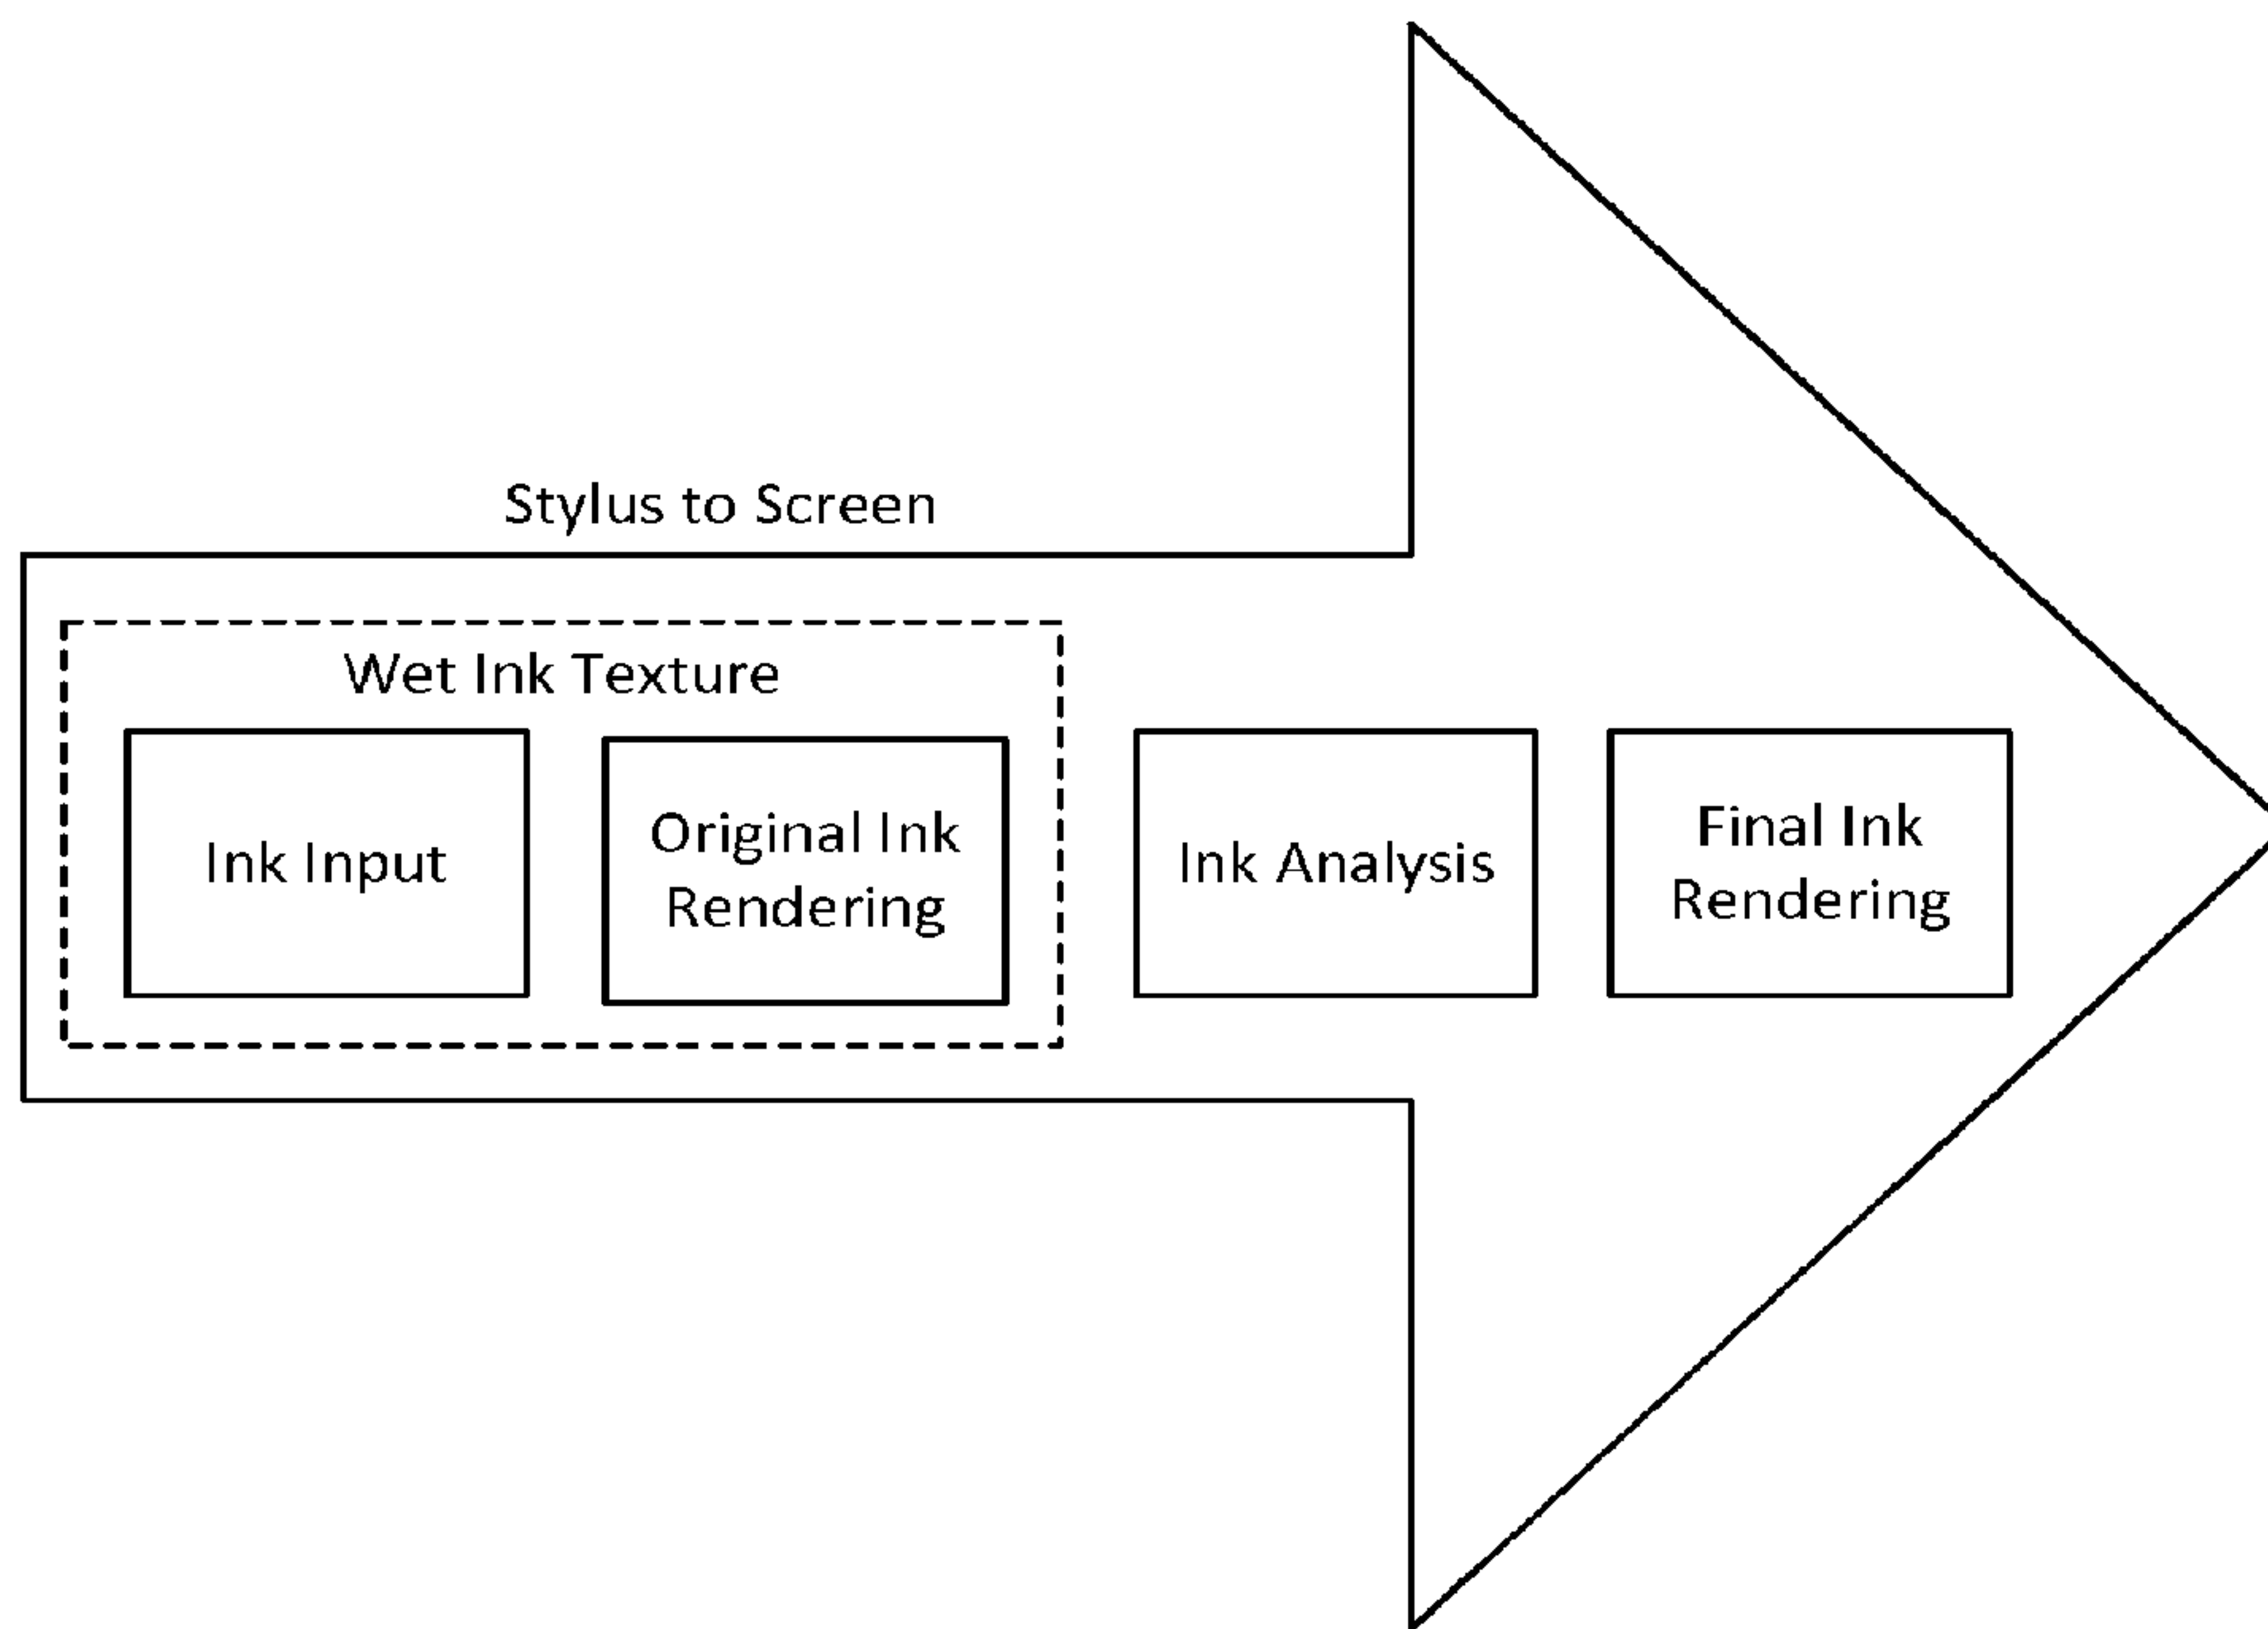 Stylus to Screen
Wet Ink Texture
Ink Input
Original Ink
Rendering
Ink Analysis
Final Ink
Rendering